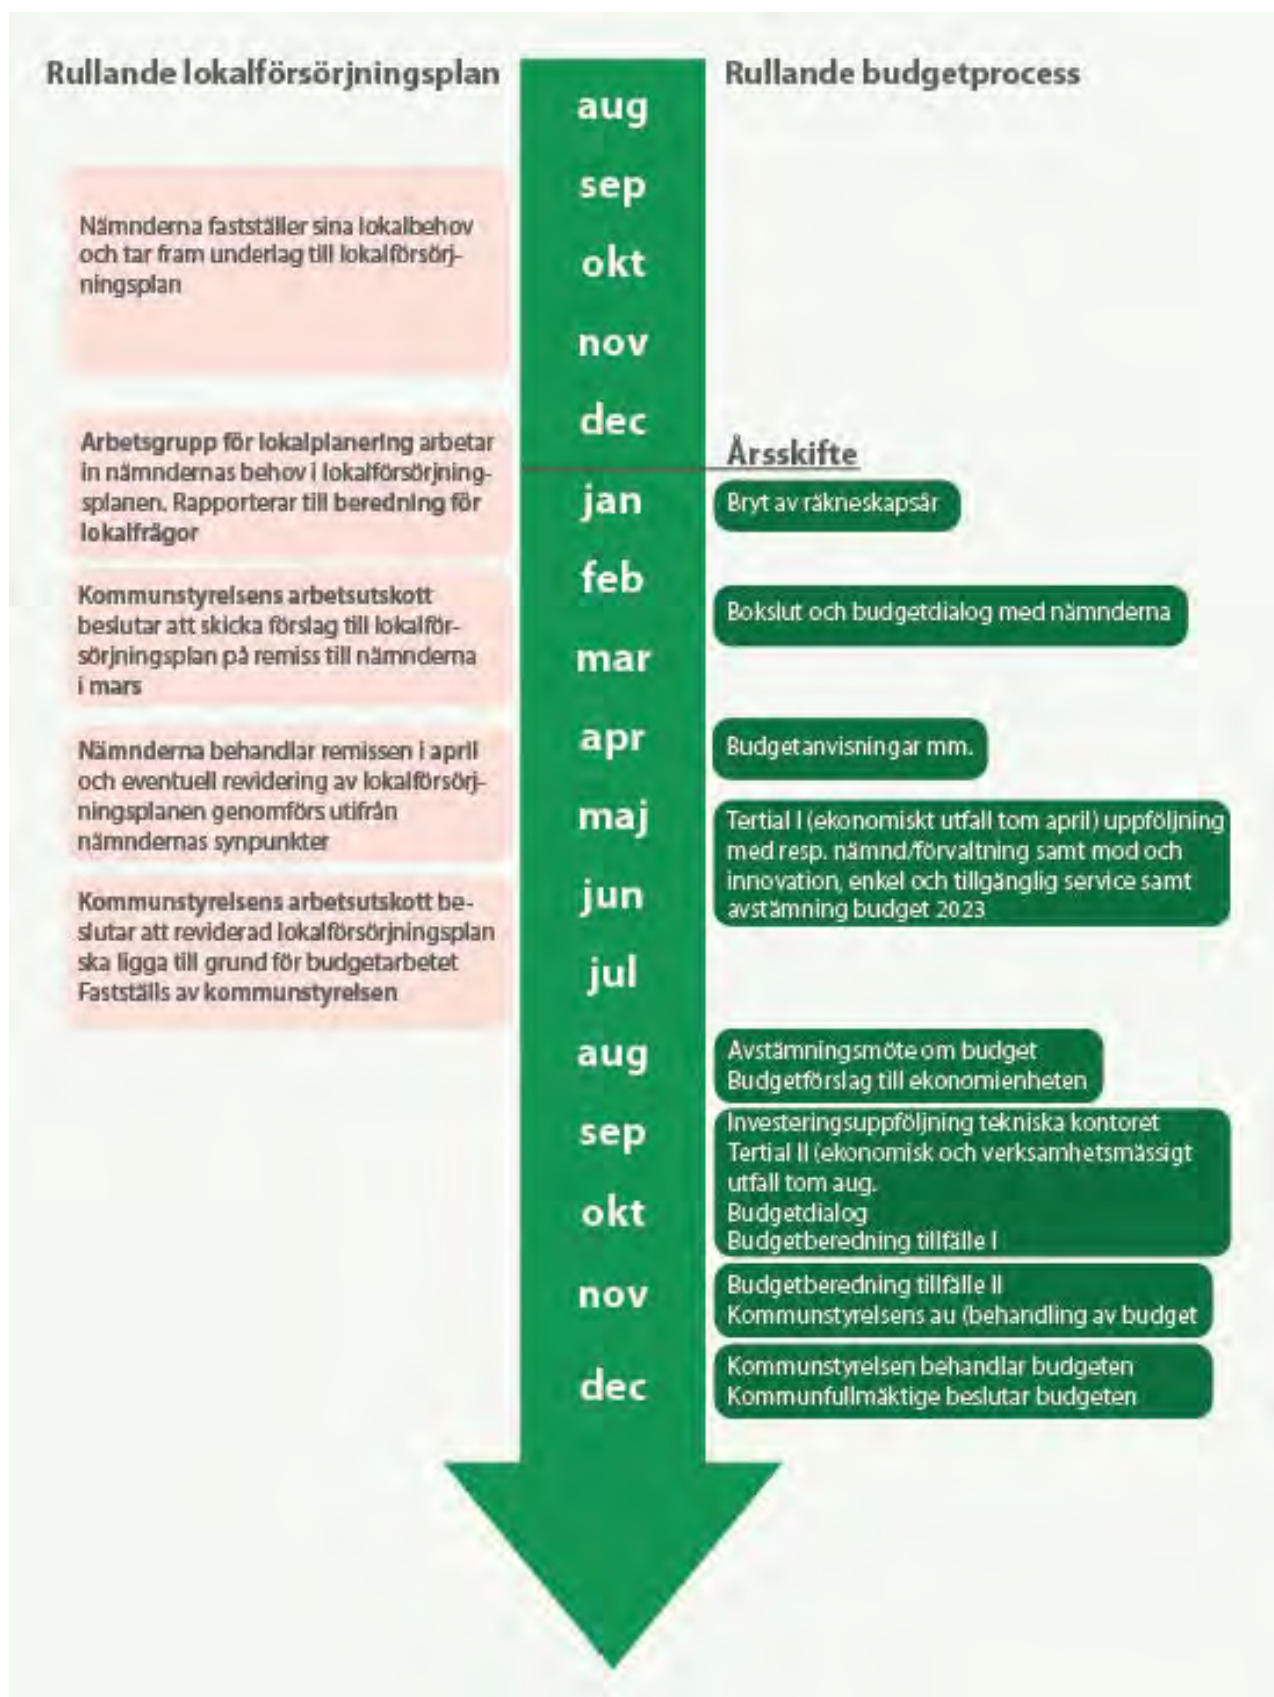 Rullande lokalförsörjningsplan
Nämnderna fastställer sina lokalbehov
och tar fram underlag till lokalförsörj-
ningsplan
Arbetsgrupp för lokalplanering arbetar
in nämndernas behov i lokalförsörjning-
splanen. Rapporterar till beredning för
lokalfrågor
Kommunstyrelsens arbetsutskott
beslutar att skicka förslag till lokalför-
sörjningsplan på remiss till nämnderna
i mars
Nämnderna behandlar remissen i april
och eventuell revidering av lokalförsörj-
ningsplanen genomförs utifrån
nämndernas synpunkter
Kommunstyrelsens arbetsutskott be-
slutar att reviderad lokalförsörjningsplan
ska ligga till grund för budgetarbetet
Fastställs av kommunstyrelsen
aug
sep
okt
nov
dec
jan
feb
mar
apr
maj
jun
jul
aug
sep
okt
nov
dec
Rullande budgetprocess
Årsskifte
Bryt av räkneskapsår
Bokslut och budgetdialog med nämnderna
Budgetanvisningar mm.
Tertial I (ekonomiskt utfall tom april) uppföljning
med resp. nämnd/förvaltning samt mod och
innovation, enkel och tillgänglig service samt
avstämning budget 2023
Avstämningsmöte om budget
Budgetförslag till ekonomienheten
Investeringsuppföljning tekniska kontoret
Tertial II (ekonomisk och verksamhetsmässigt
utfall tom aug.
Budgetdialog
Budgetberedning tillfälle I
Budgetberedning tillfälle II
Kommunstyrelsens au (behandling av budget
Kommunstyrelsen behandlar budgeten
Kommunfullmäktige beslutar budgeten